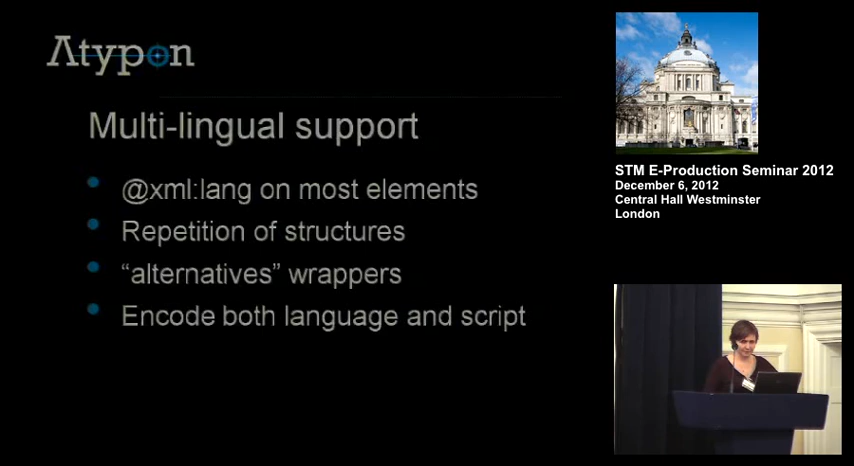 Atypon
Multi-lingual support
@xml:lang on most elements
Repetition of structures
“alternatives” wrappers
Encode both language and script
STM E-Production Seminar 2012
December 6, 2012
Central Hall Westminster
London